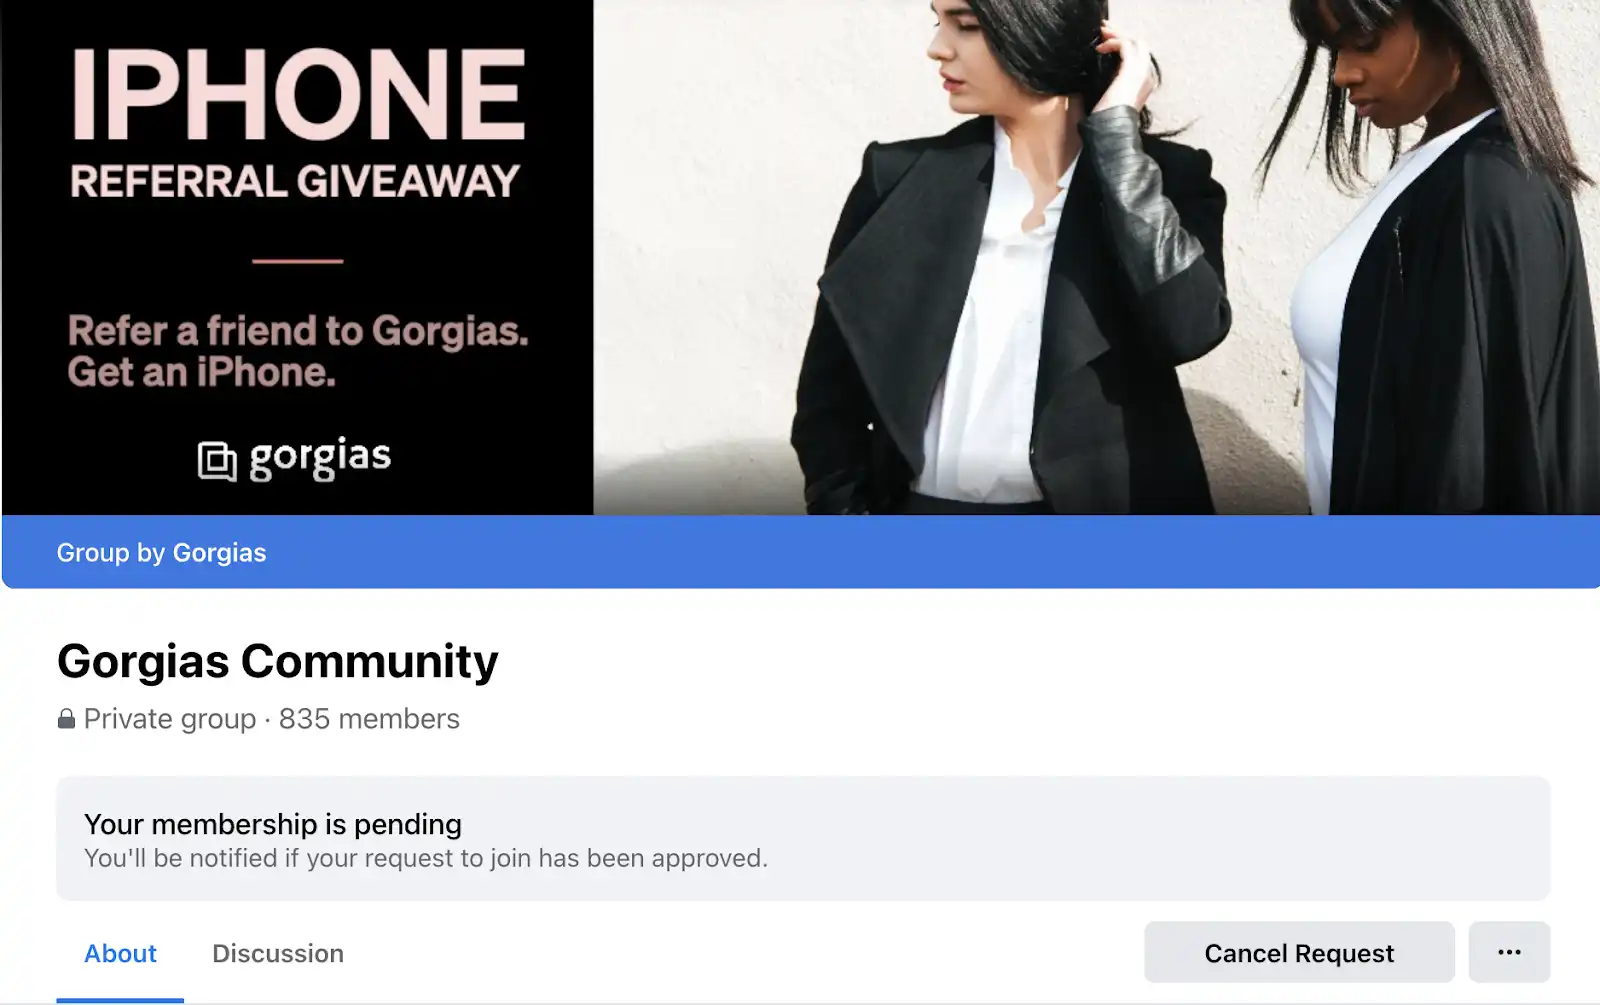 IPHONE
REFERRAL GIVEAWAY
Refer a friend to Gorgias.
Get an iPhone.
gorgias
Group by Gorgias
Gorgias Community
Private group · 835 members
Your membership is pending
You'll be notified if your request to join has been approved.
About Discussion Cancel Request ···